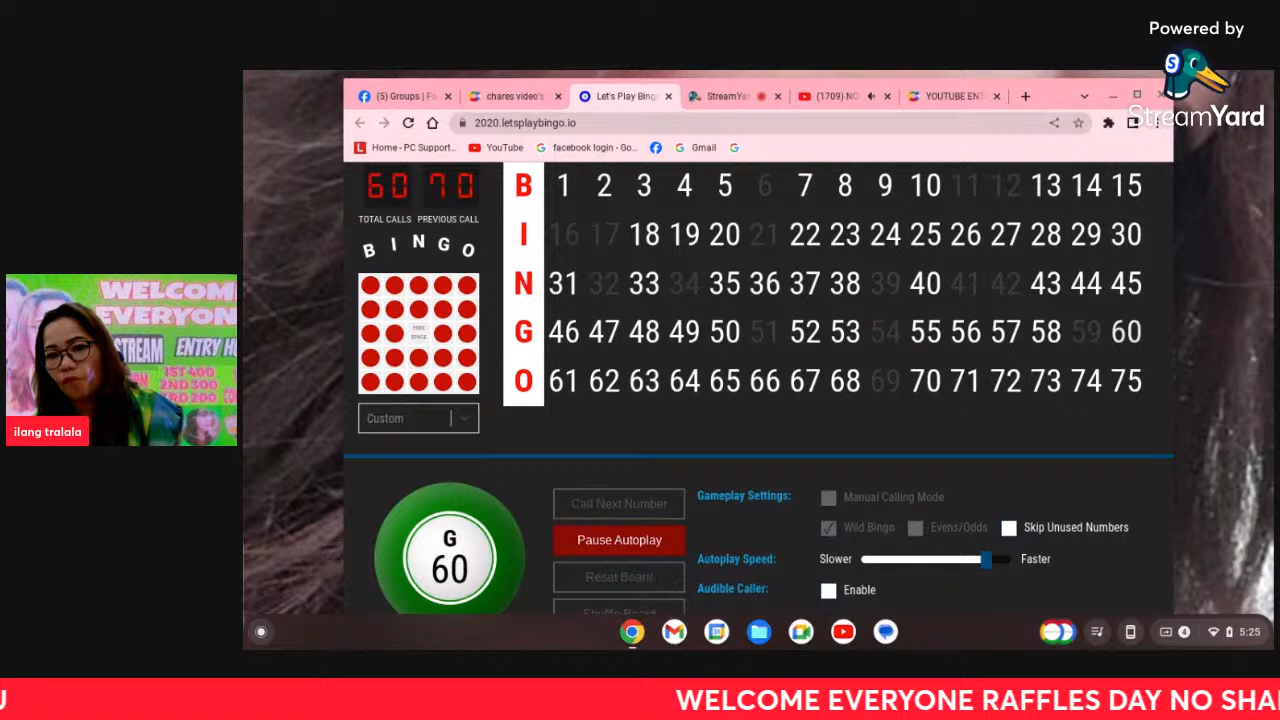 Powered by
StreamYard
(5) Groups | Fa
chares video's
Let's Play Bing
StreamYa
(1709) NO
YOUTUBE ENT
2020.letsplaybingo.io
Home - PC Support...
YouTube
facebook login - Go...
Gmail
60 70
TOTAL CALLS PREVIOUS CALL
B I N G O
FREE SPACE
Custom
B 1 2 3 4 5 6 7 8 9 10 11 12 13 14 15
I 16 17 18 19 20 21 22 23 24 25 26 27 28 29 30
N 31 32 33 34 35 36 37 38 39 40 41 42 43 44 45
G 46 47 48 49 50 51 52 53 54 55 56 57 58 59 60
O 61 62 63 64 65 66 67 68 69 70 71 72 73 74 75
WELCOM
EVERYON
STREAM ENTRY H
1ST 400
2ND 300
RD 200
ilang tralala
G
60
Call Next Number
Pause Autoplay
Reset Board
Shuffle Board
Gameplay Settings:
Manual Calling Mode
Wild Bingo
Evens/Odds
Skip Unused Numbers
Autoplay Speed:
Slower
Faster
Audible Caller:
Enable
4
5:25
U WELCOME EVERYONE RAFFLES DAY NO SHA